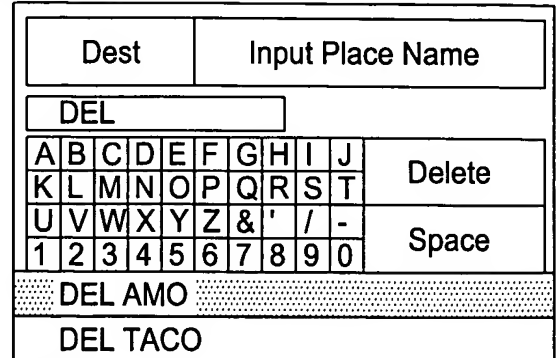 Dest Input Place Name
DEL
A B C D E F G H I J
K L M N O P Q R S T
U V W X Y Z & ' / -
1 2 3 4 5 6 7 8 9 0
Delete
Space
DEL AMO
DEL TACO